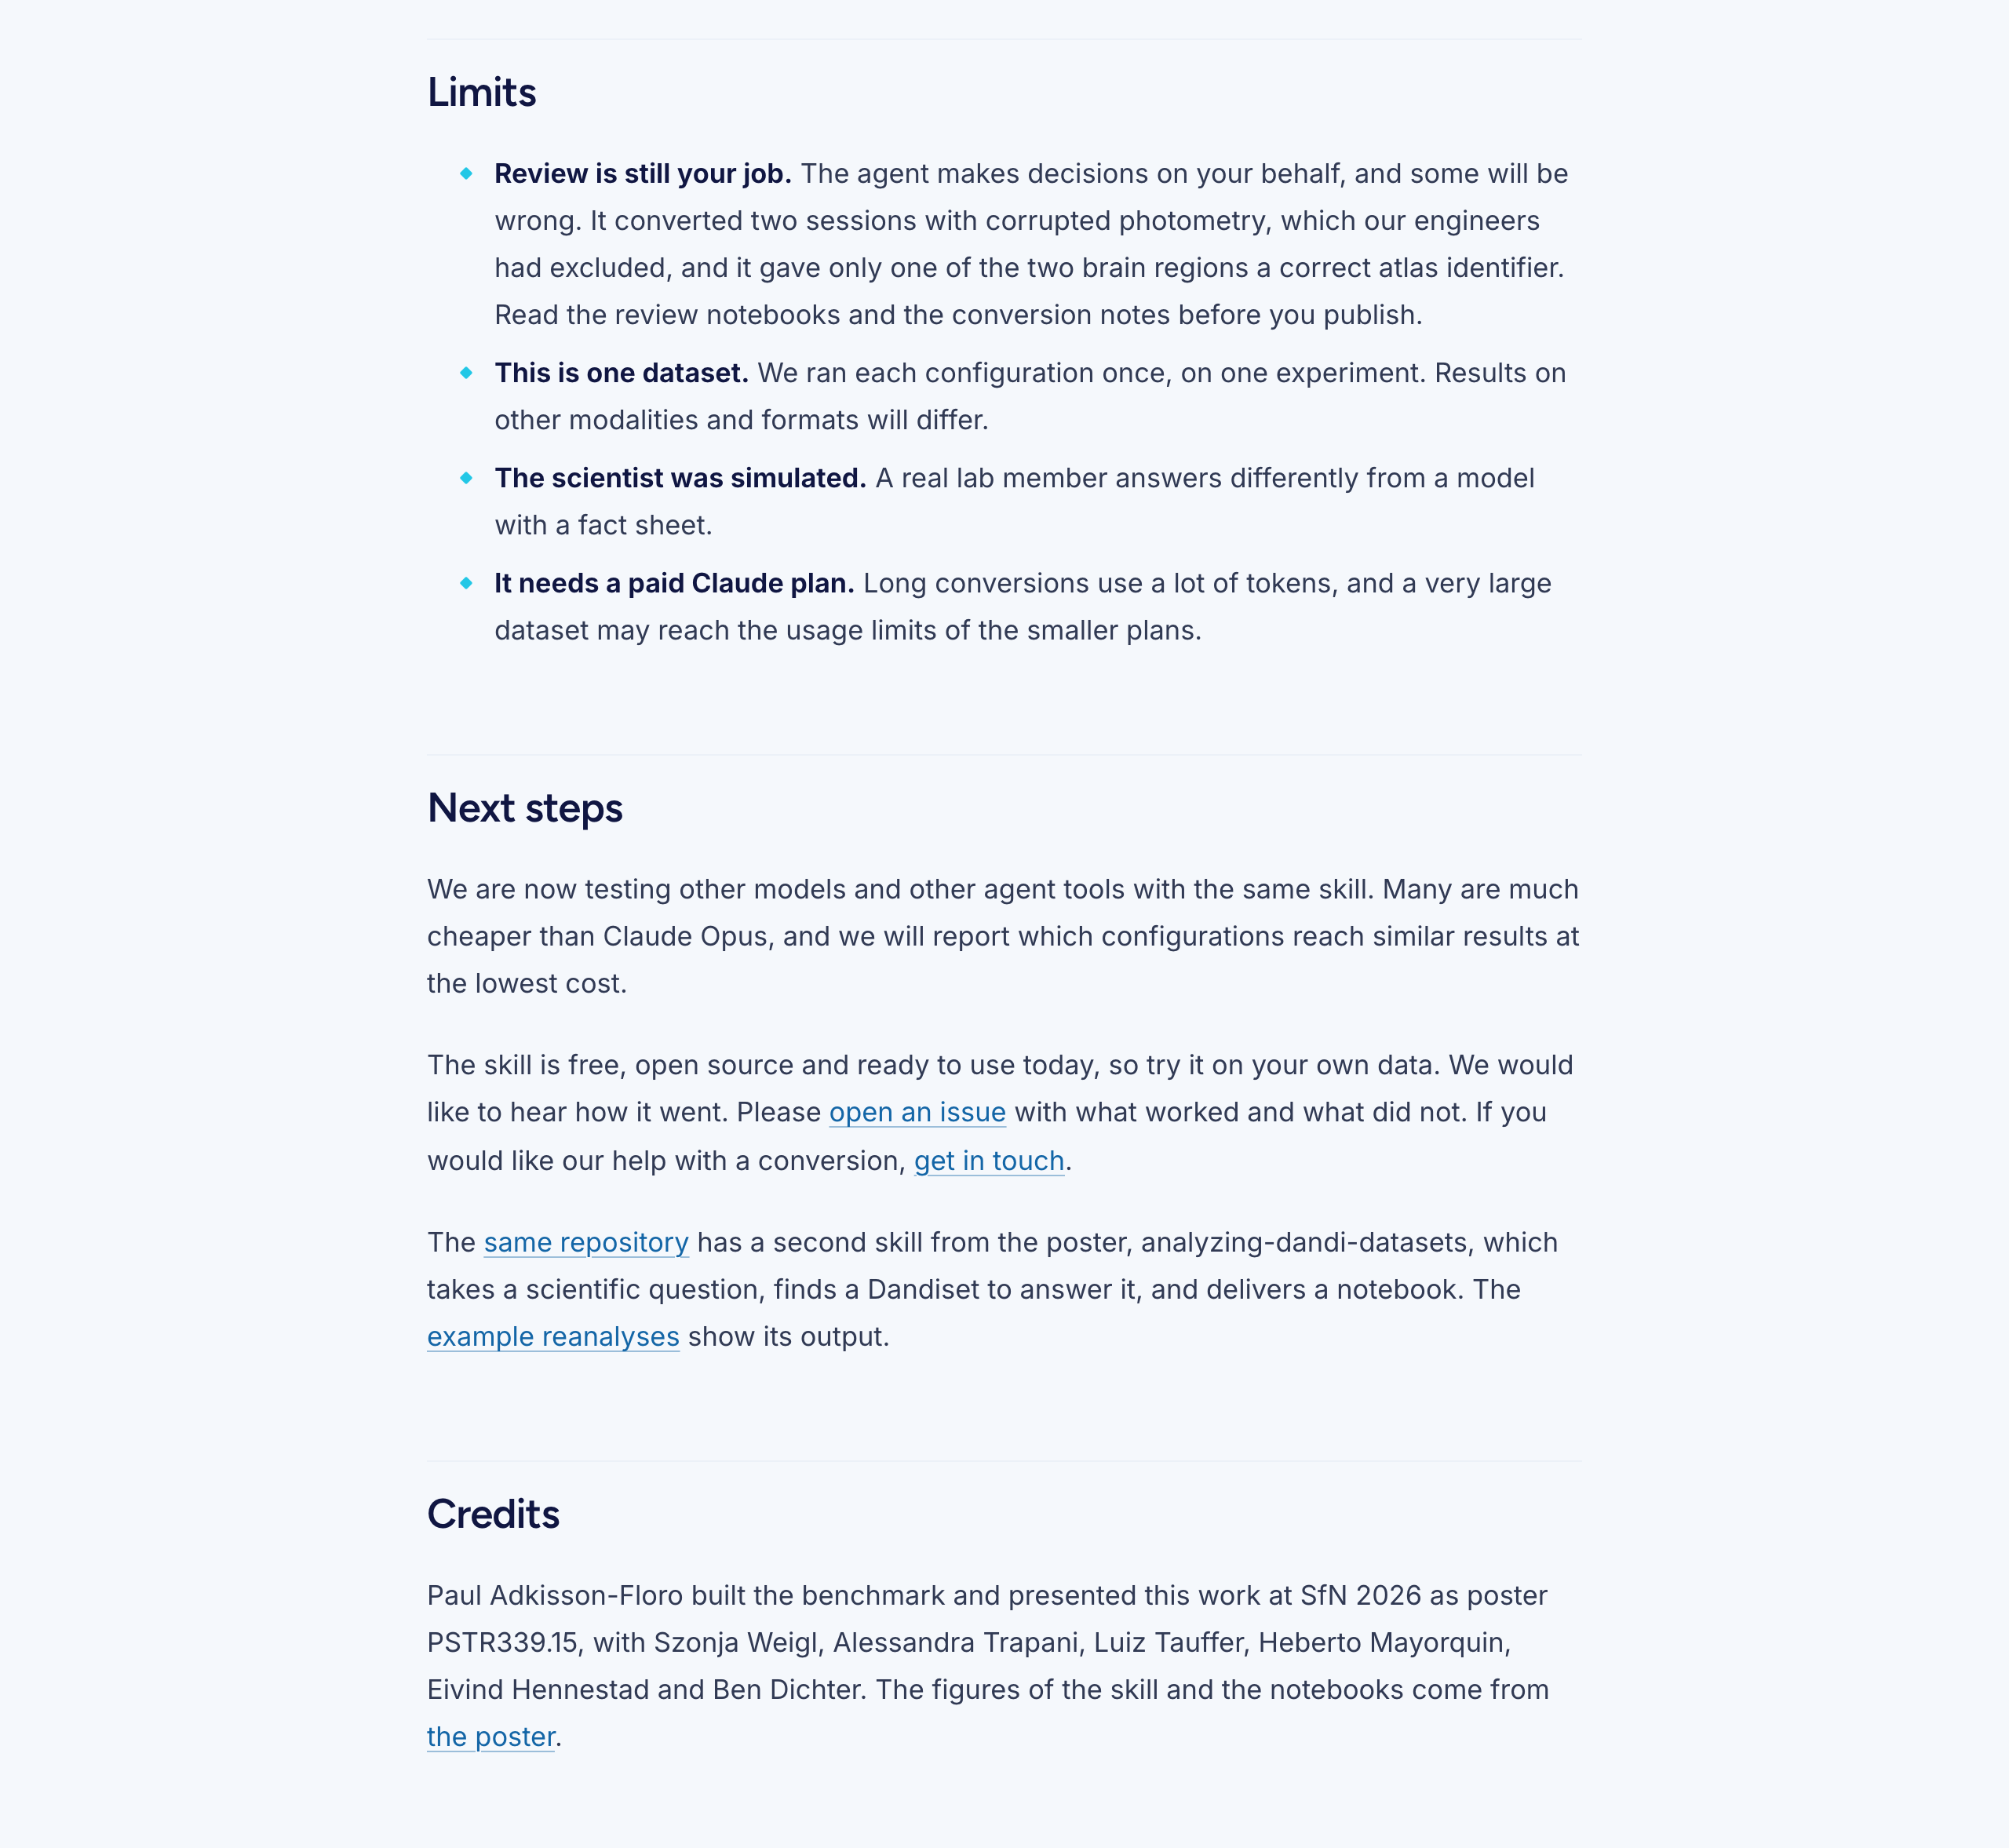 Limits
Review is still your job. The agent makes decisions on your behalf, and some will be
wrong. It converted two sessions with corrupted photometry, which our engineers
had excluded, and it gave only one of the two brain regions a correct atlas identifier.
Read the review notebooks and the conversion notes before you publish.
This is one dataset. We ran each configuration once, on one experiment. Results on
other modalities and formats will differ.
The scientist was simulated. A real lab member answers differently from a model
with a fact sheet.
It needs a paid Claude plan. Long conversions use a lot of tokens, and a very large
dataset may reach the usage limits of the smaller plans.
Next steps
We are now testing other models and other agent tools with the same skill. Many are much
cheaper than Claude Opus, and we will report which configurations reach similar results at
the lowest cost.
The skill is free, open source and ready to use today, so try it on your own data. We would
like to hear how it went. Please open an issue with what worked and what did not. If you
would like our help with a conversion, get in touch.
The same repository has a second skill from the poster, analyzing-dandi-datasets, which
takes a scientific question, finds a Dandiset to answer it, and delivers a notebook. The
example reanalyses show its output.
Credits
Paul Adkisson-Floro built the benchmark and presented this work at SfN 2026 as poster
PSTR339.15, with Szonja Weigl, Alessandra Trapani, Luiz Tauffer, Heberto Mayorquin,
Eivind Hennestad and Ben Dichter. The figures of the skill and the notebooks come from
the poster.